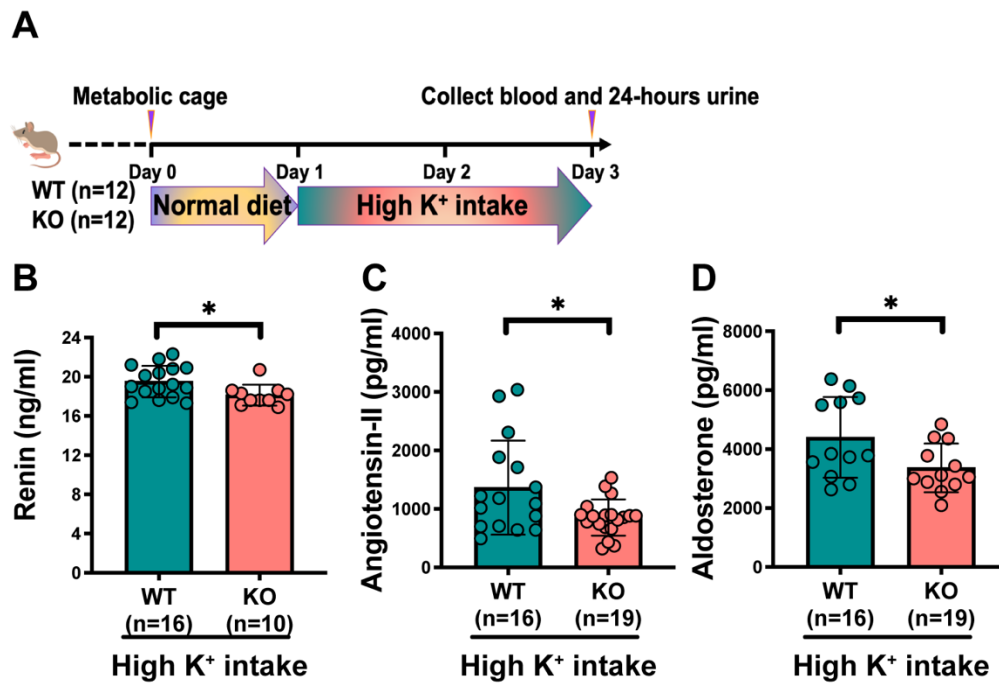 A
Metabolic cage
Collect blood and 24-hours urine
Day 0
Day 1
Day 2
Day 3
WT (n=12)
KO (n=12)
Normal diet
High K⁺ intake
B
*
Renin (ng/ml)
24
20
16
12
8
4
0
WT
KO
(n=16)
(n=10)
High K⁺ intake
C
*
Angiotensin-II (pg/ml)
4000
3000
2000
1000
0
WT
KO
(n=16)
(n=19)
High K⁺ intake
D
*
Aldosterone (pg/ml)
8000
6000
4000
2000
0
WT
KO
(n=16)
(n=19)
High K⁺ intake